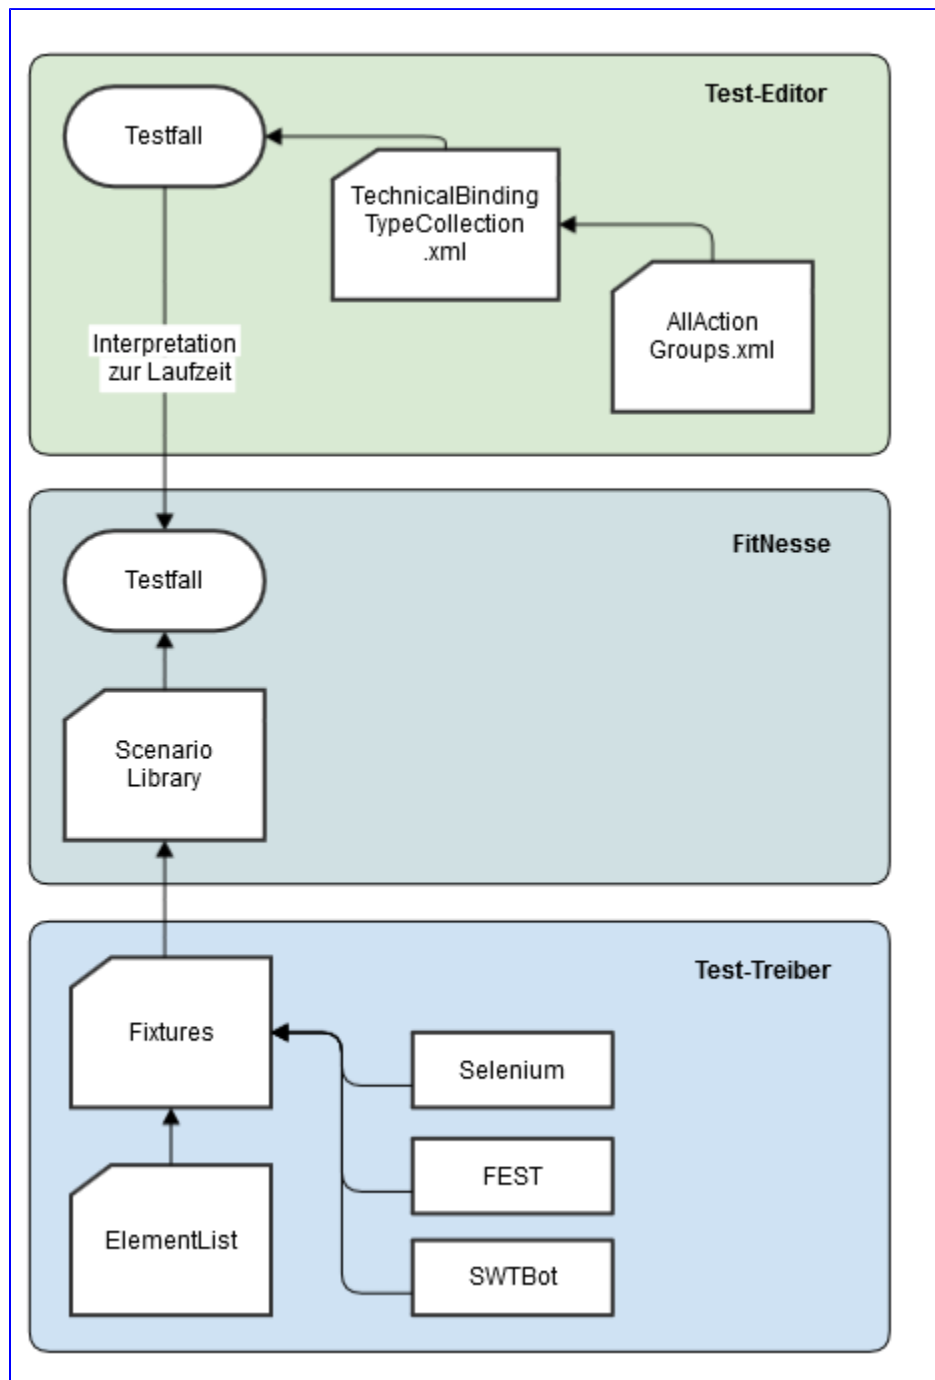 Test-Editor
Testfall
TechnicalBinding
TypeCollection
.xml
AllAction
Groups.xml
Interpretation
zur Laufzeit
FitNesse
Testfall
Scenario
Library
Test-Treiber
Fixtures
Selenium
FEST
ElementList
SWTBot